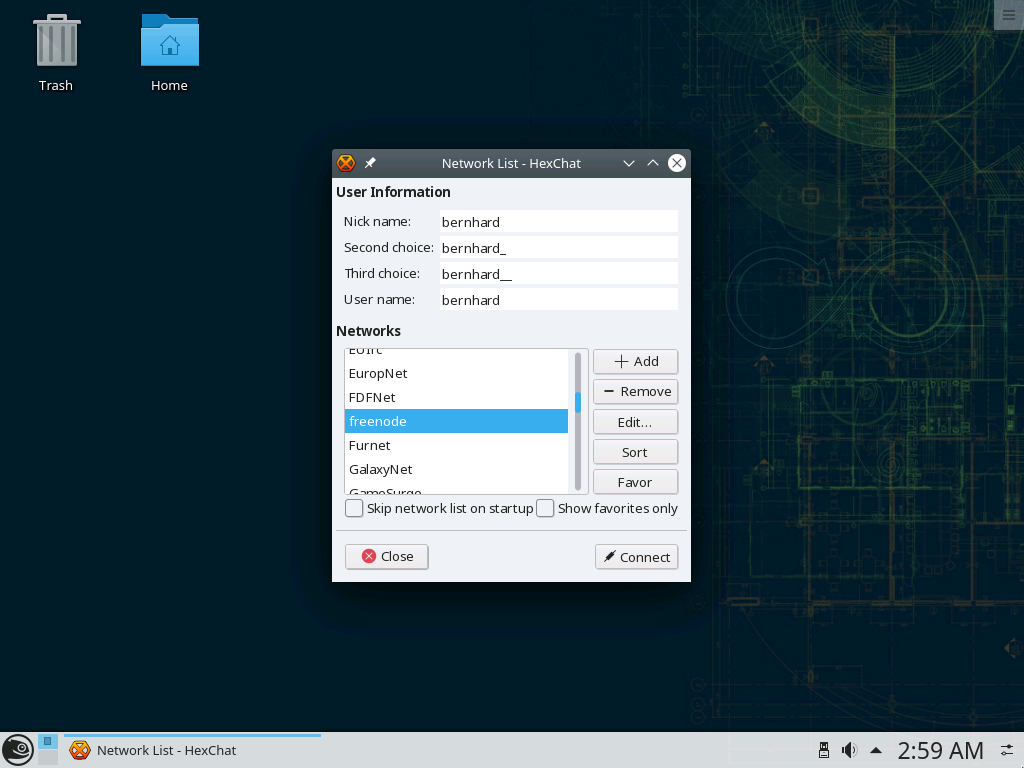 Trash
Home
Network List - HexChat
User Information
Nick name: bernhard
Second choice: bernhard_
Third choice: bernhard__
User name: bernhard
Networks
EUIrc
EuropNet
FDFNet
freenode
Furnet
GalaxyNet
GameSurge
Add
Remove
Edit...
Sort
Favor
Skip network list on startup
Show favorites only
Close
Connect
Network List - HexChat
2:59 AM